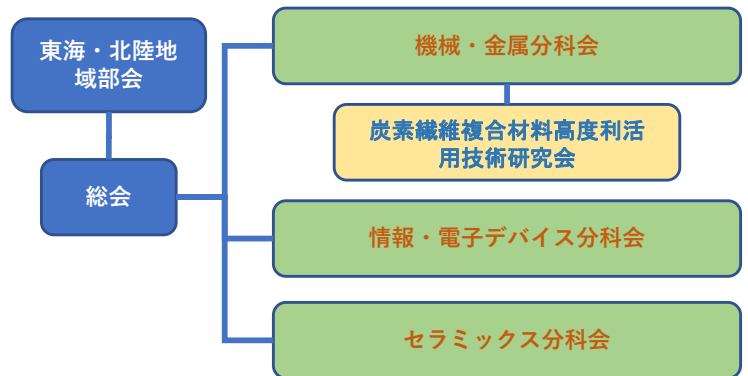 東海・北陸地
域部会
総会
機械・金属分科会
炭素繊維複合材料高度利活
用技術研究会
情報・電子デバイス分科会
セラミックス分科会